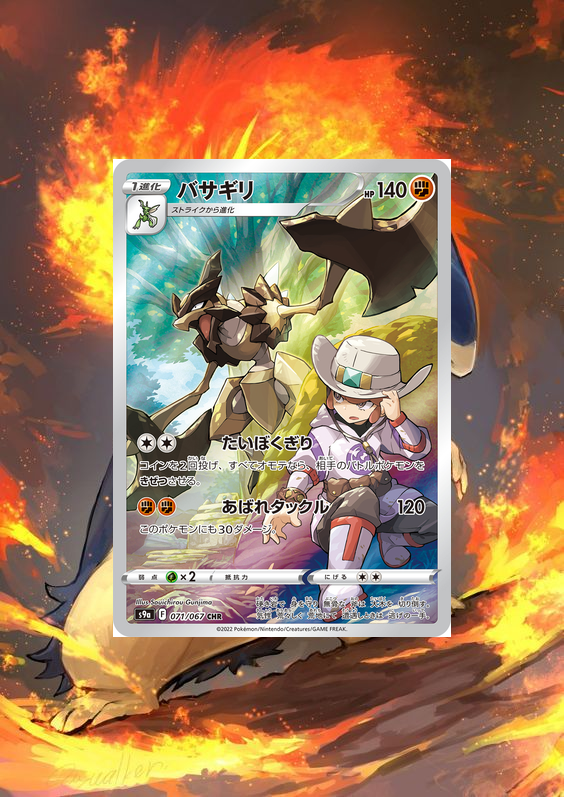 1進化
バサギリ
HP 140
ストライクから進化
たいぼくぎり
コインを2回投げ、すべてオモテなら、相手のバトルポケモンを
きぜつさせる。
あばれタックル 120
このポケモンにも30ダメージ。
弱点 ×2 抵抗力 にげる
Illus. Souichirou Gunjima
s9a F 071/067 CHR
©2022 Pokémon/Nintendo/Creatures/GAME FREAK.